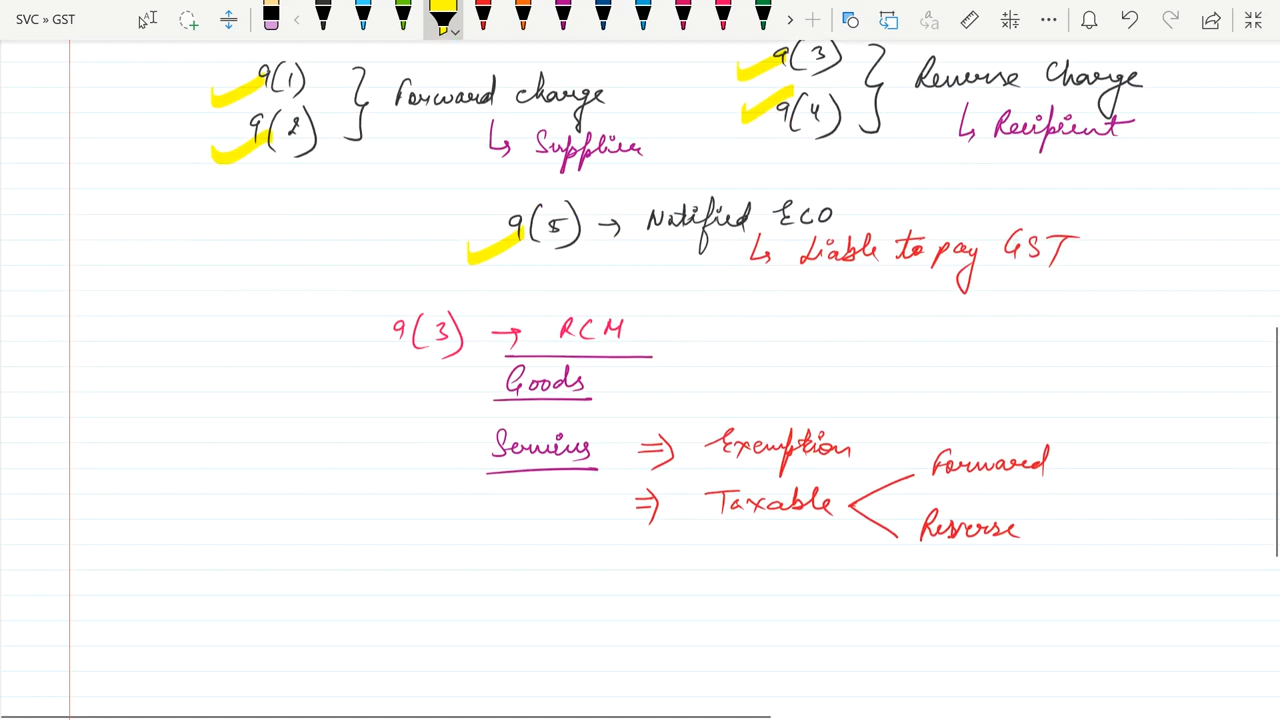 SVC » GST
9(1)
9(2)
} Forward charge
↳ Supplier
9(3)
9(4)
} Reverse Charge
↳ Recipient
9(5) → Notified ECO
↳ Liable to pay GST
9(3) → RCM
Goods
Services ⇒ Exemption
⇒ Taxable
Forward
Reverse